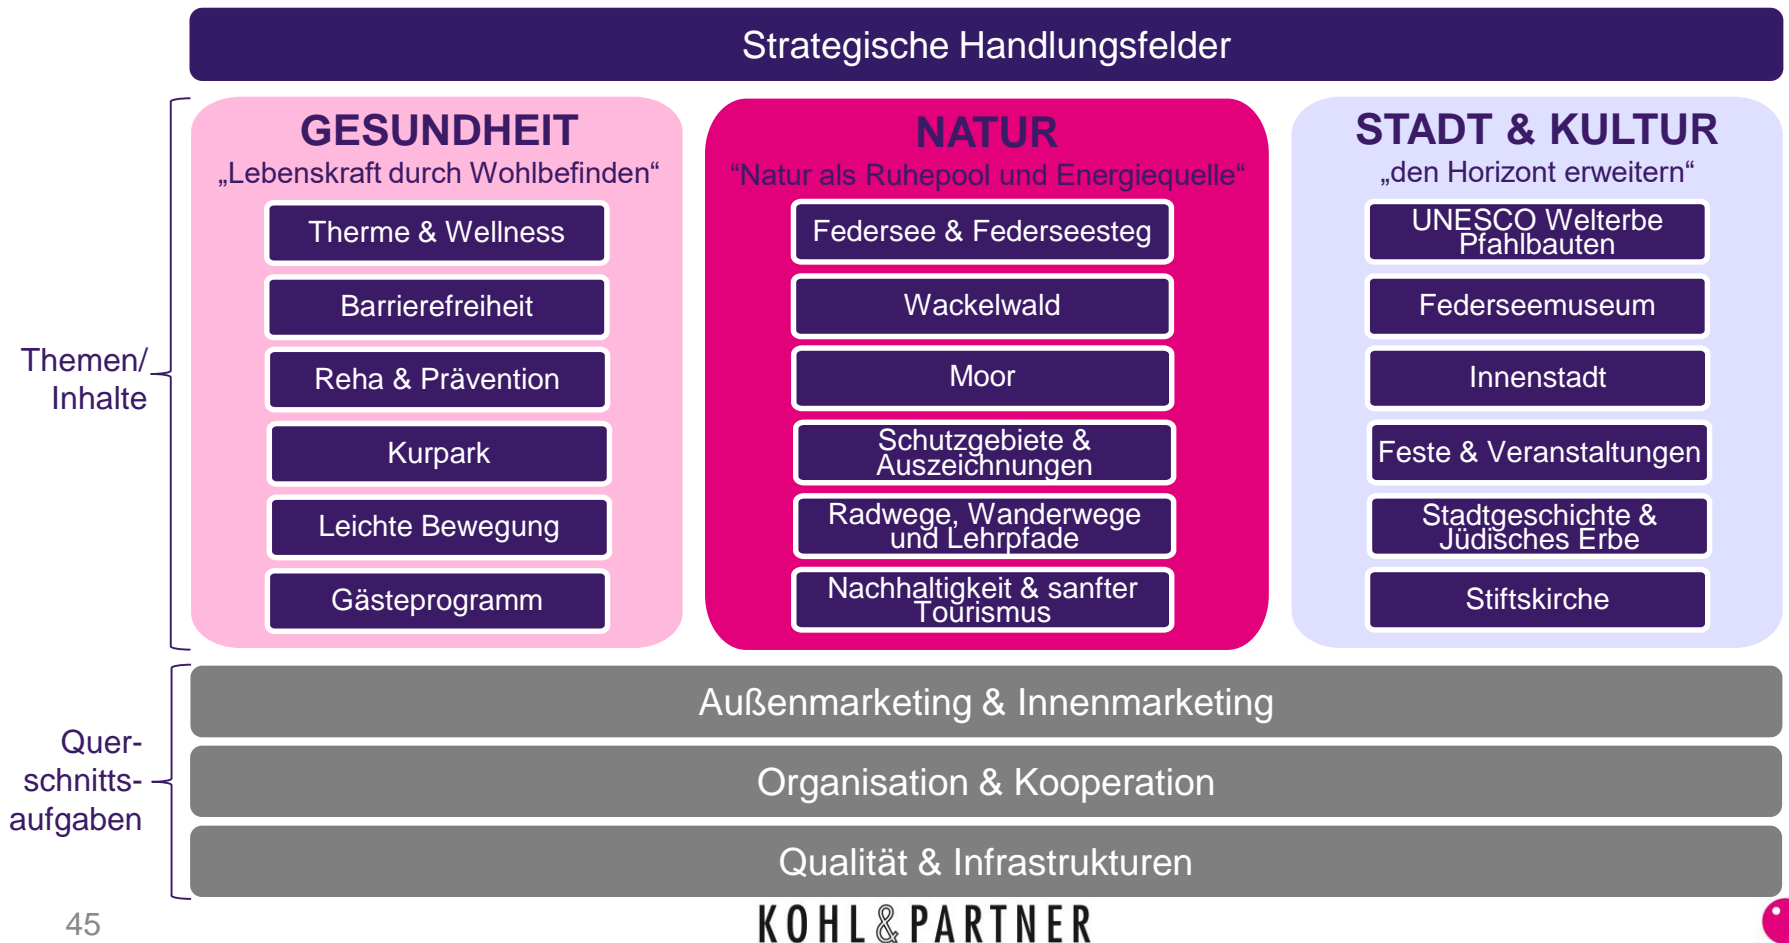 Strategische Handlungsfelder
Themen/
Inhalte
GESUNDHEIT
„Lebenskraft durch Wohlbefinden“
Therme & Wellness
Barrierefreiheit
Reha & Prävention
Kurpark
Leichte Bewegung
Gästeprogramm
NATUR
“Natur als Ruhepool und Energiequelle“
Federsee & Federseesteg
Wackelwald
Moor
Schutzgebiete &
Auszeichnungen
Radwege, Wanderwege
und Lehrpfade
Nachhaltigkeit & sanfter
Tourismus
STADT & KULTUR
„den Horizont erweitern“
UNESCO Welterbe
Pfahlbauten
Federseemuseum
Innenstadt
Feste & Veranstaltungen
Stadtgeschichte &
Jüdisches Erbe
Stiftskirche
Quer-
schnitts-
aufgaben
Außenmarketing & Innenmarketing
Organisation & Kooperation
Qualität & Infrastrukturen
45
KOHL & PARTNER